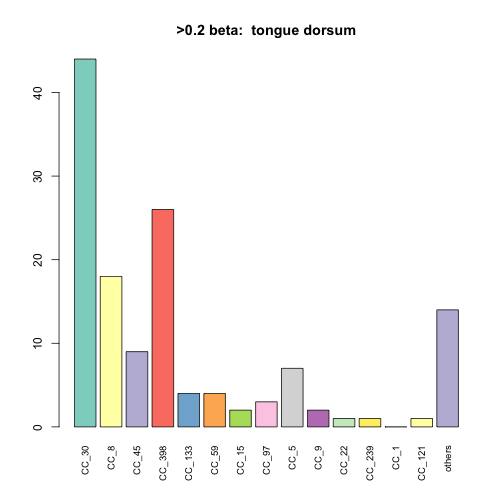 >0.2 beta:  tongue dorsum
40
30
20
10
0
CC_30
CC_8
CC_45
CC_398
CC_133
CC_59
CC_15
CC_97
CC_5
CC_9
CC_22
CC_239
CC_1
CC_121
others